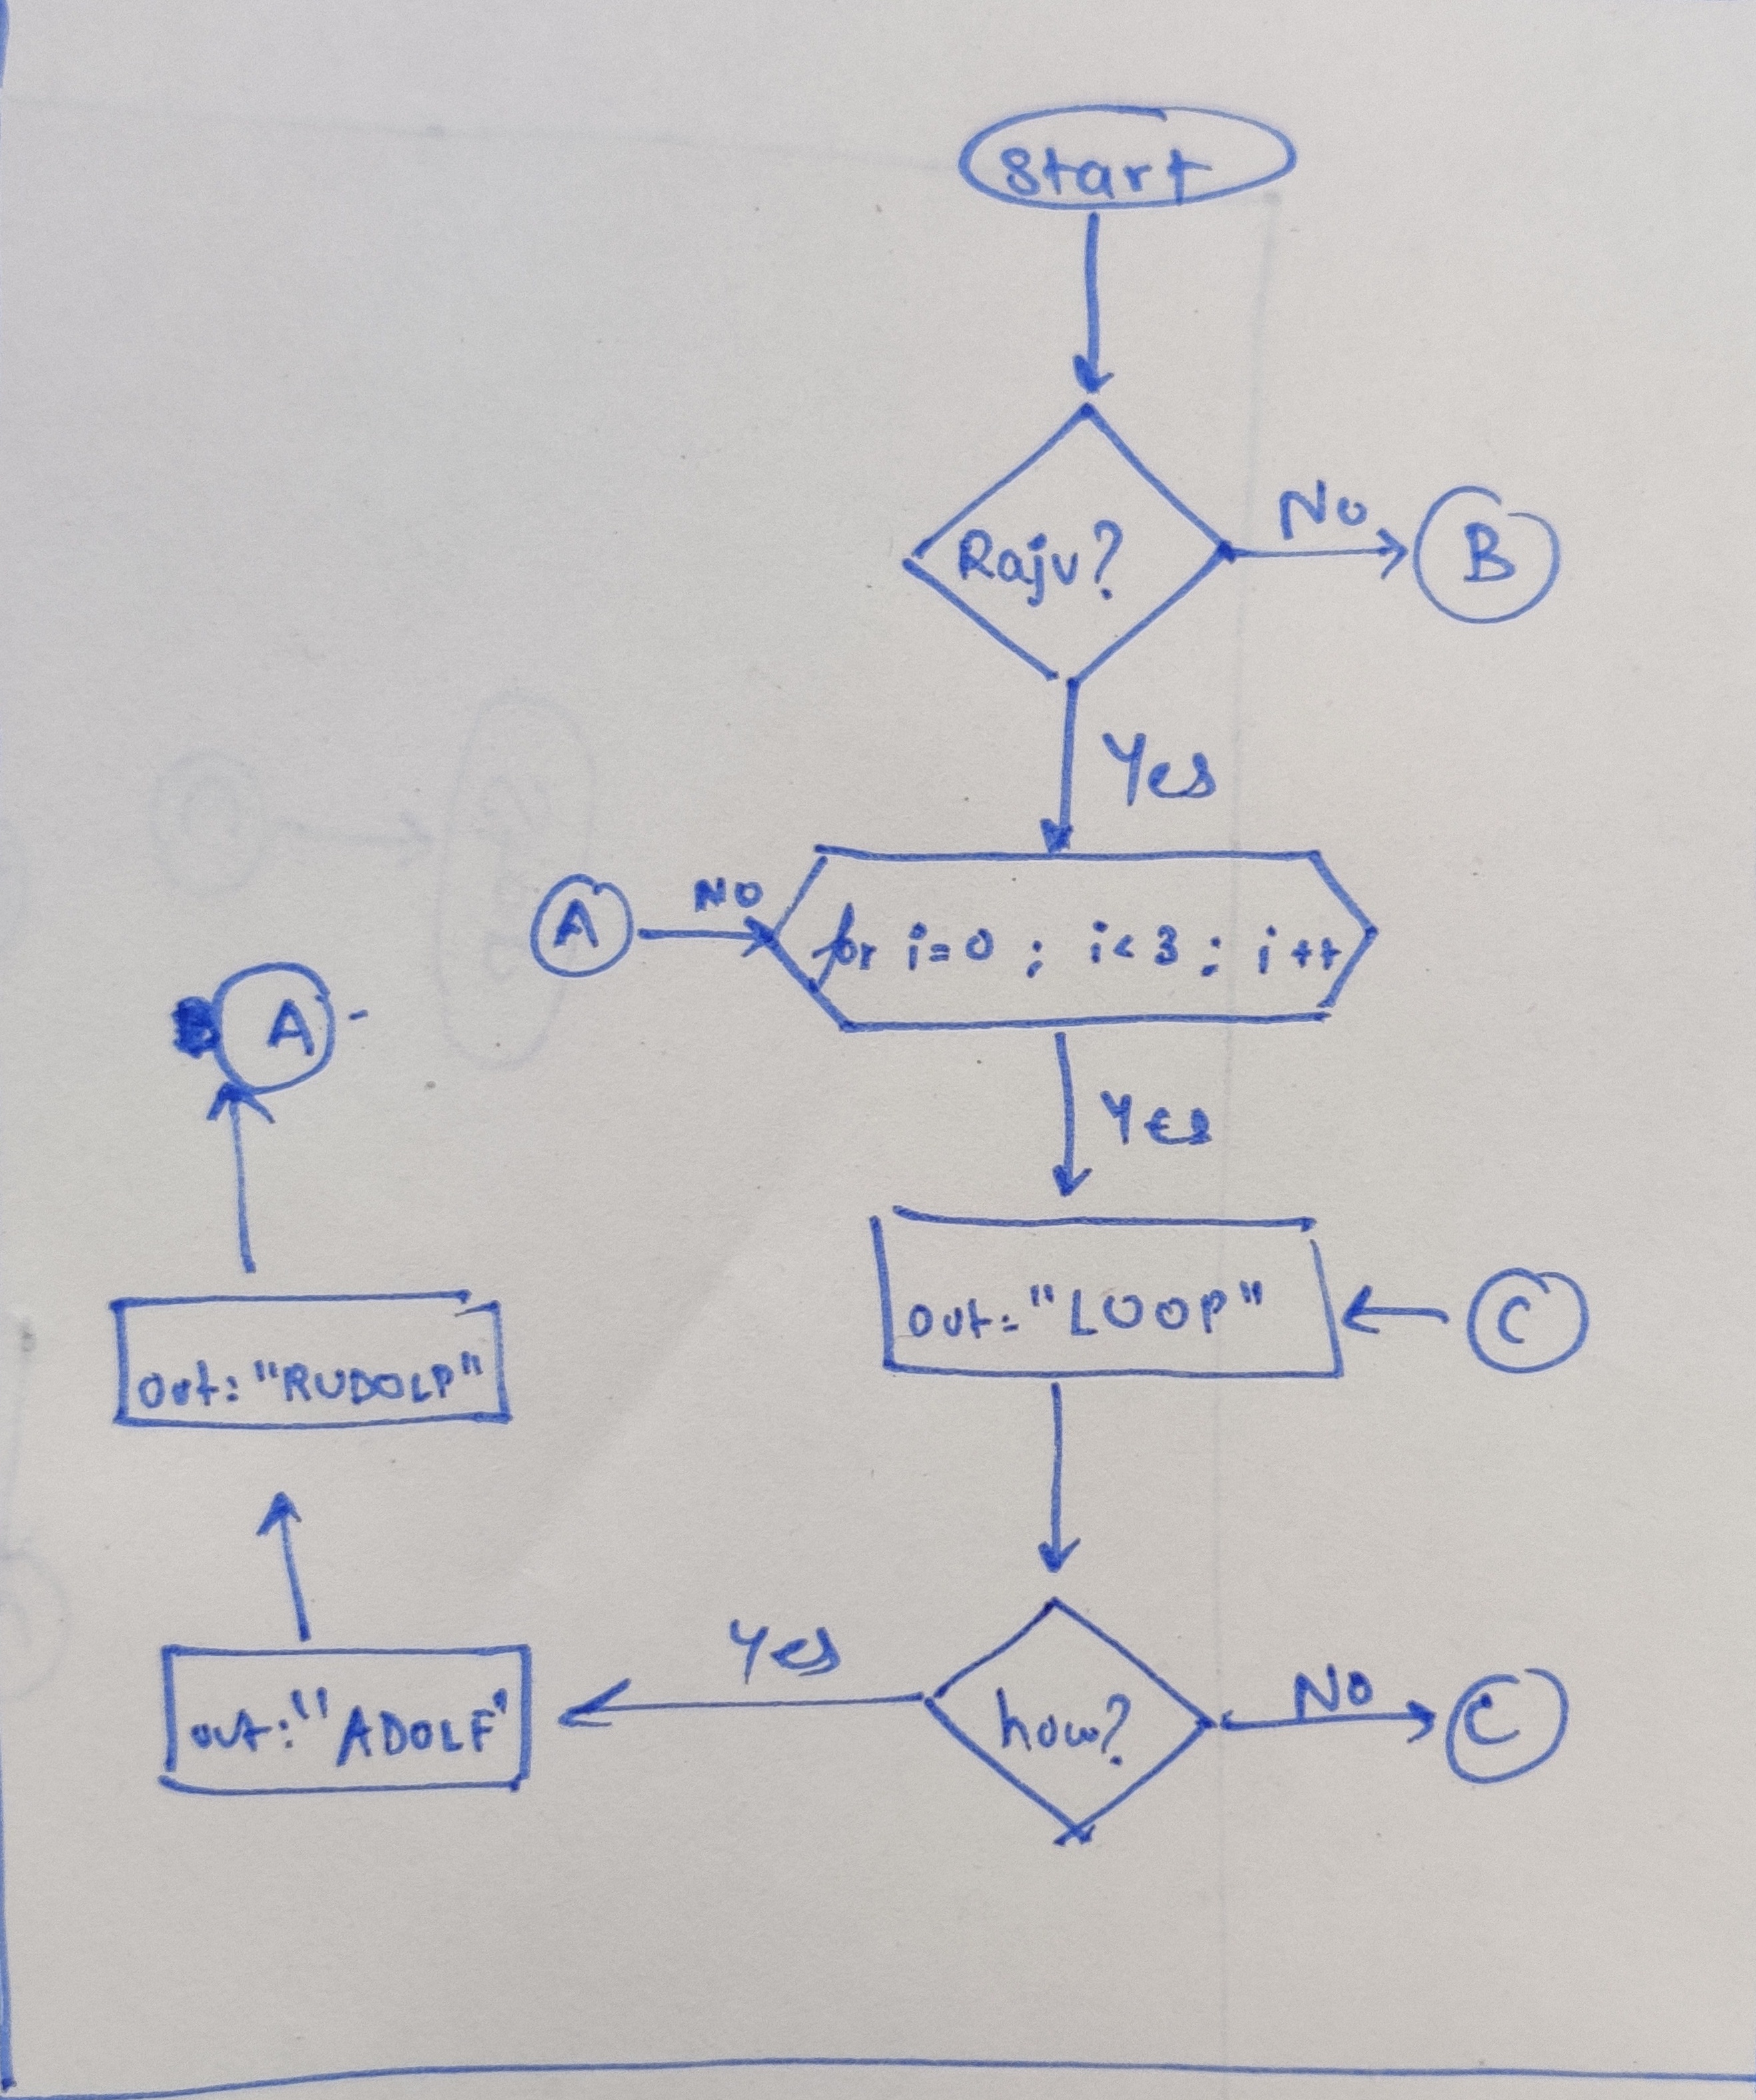 Start
Raju?
No
B
Yes
A
NO
for i=0 ; i<3 ; i++
A
Yes
Out: "LOOP"
C
Out: "RUDOLP"
Yes
out: "ADOLF"
how?
No
C